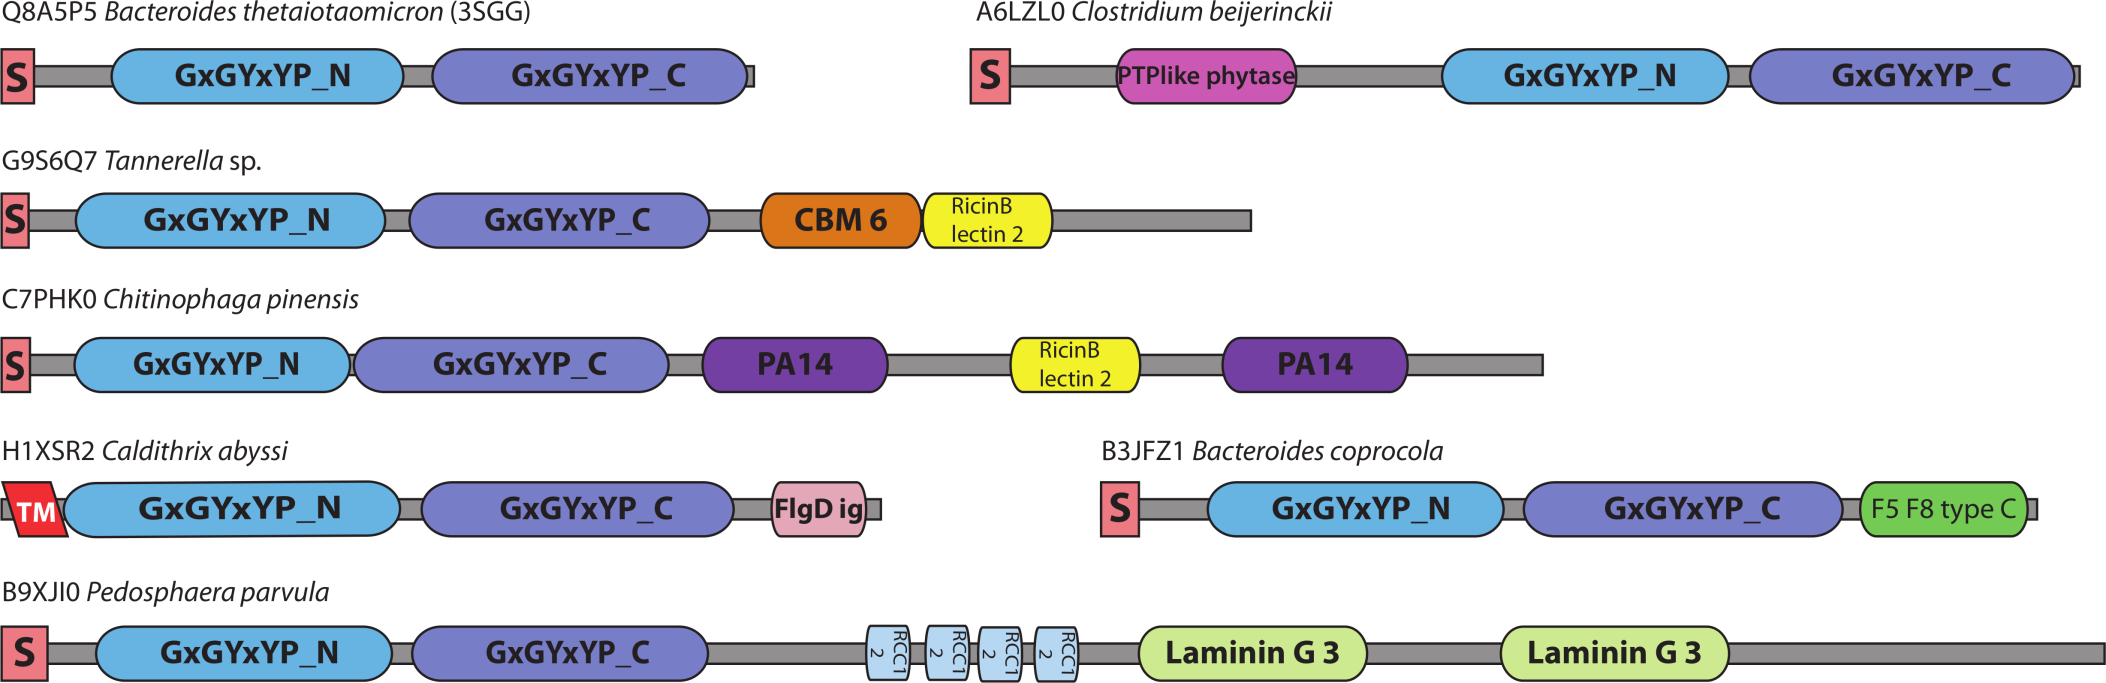 Q8A5P5 Bacteroides thetaiotaomicron (3SGG)
S GxGYxYP_N GxGYxYP_C
A6LZL0 Clostridium beijerinckii
S PTPlike phytase GxGYxYP_N GxGYxYP_C
G9S6Q7 Tannerella sp.
S GxGYxYP_N GxGYxYP_C CBM 6 RicinB
lectin 2
C7PHK0 Chitinophaga pinensis
S GxGYxYP_N GxGYxYP_C PA14 RicinB
lectin 2 PA14
H1XSR2 Caldithrix abyssi
TM GxGYxYP_N GxGYxYP_C FlgD ig
B3JFZ1 Bacteroides coprocola
S GxGYxYP_N GxGYxYP_C F5 F8 type C
B9XJI0 Pedosphaera parvula
S GxGYxYP_N GxGYxYP_C RCC1
2 RCC1
2 RCC1
2 RCC1
2 Laminin G 3 Laminin G 3